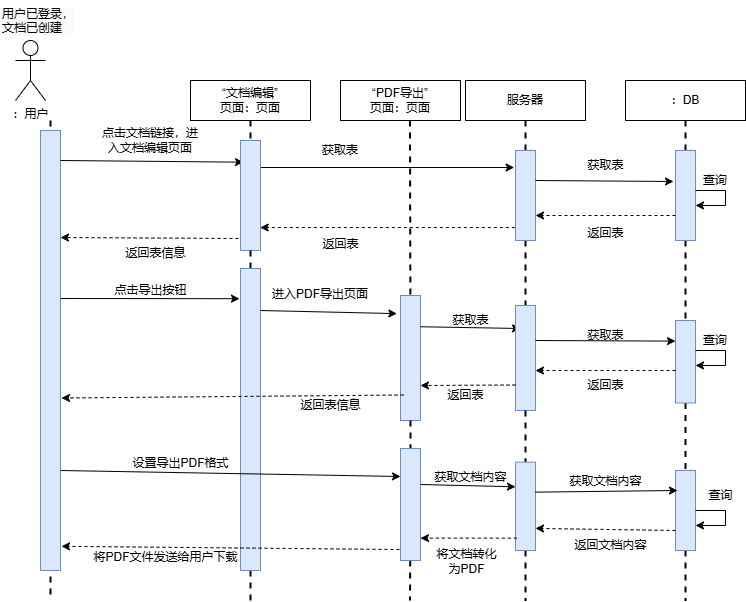 用户已登录，
文档已创建
：用户
“文档编辑”
页面：页面
“PDF导出”
页面：页面
服务器
：DB
点击文档链接，进
入文档编辑页面
获取表
获取表
查询
返回表
返回表
返回表信息
点击导出按钮
进入PDF导出页面
获取表
获取表
查询
返回表
返回表
返回表信息
设置导出PDF格式
获取文档内容
获取文档内容
查询
返回文档内容
将文档转化
为PDF
将PDF文件发送给用户下载